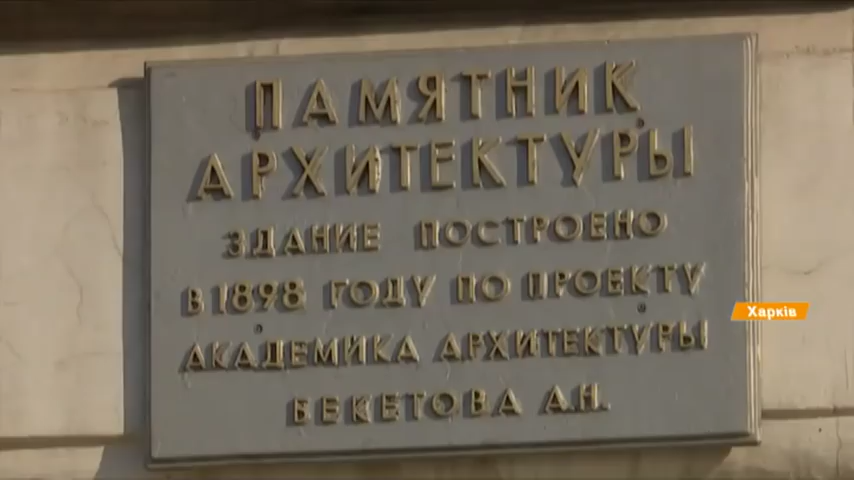 ПАМЯТНИК
АРХИТЕКТУРЫ
ЗДАНИЕ ПОСТРОЕНО
В 1898 ГОДУ ПО ПРОЕКТУ
АКАДЕМИКА АРХИТЕКТУРЫ
БЕКЕТОВА А.Н.
Харків